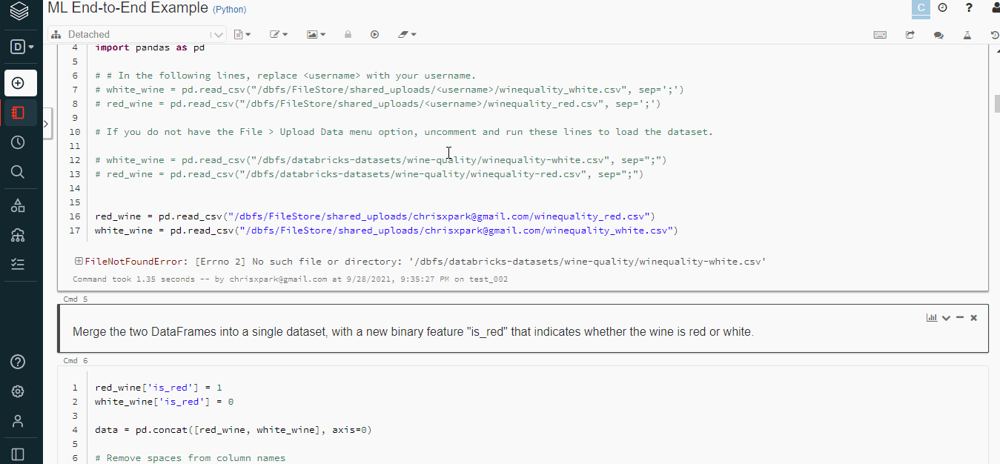 ML End-to-End Example (Python)
C
?
D
Detached
4 import pandas as pd
5
6 # # In the following lines, replace <username> with your username.
7 # white_wine = pd.read_csv("/dbfs/FileStore/shared_uploads/<username>/winequality_white.csv", sep=';')
8 # red_wine = pd.read_csv("/dbfs/FileStore/shared_uploads/<username>/winequality_red.csv", sep=';')
9
10 # If you do not have the File > Upload Data menu option, uncomment and run these lines to load the dataset.
11
12 # white_wine = pd.read_csv("/dbfs/databricks-datasets/wine-quality/winequality-white.csv", sep=";")
13 # red_wine = pd.read_csv("/dbfs/databricks-datasets/wine-quality/winequality-red.csv", sep=";")
14
15
16 red_wine = pd.read_csv("/dbfs/FileStore/shared_uploads/chrisxpark@gmail.com/winequality_red.csv")
17 white_wine = pd.read_csv("/dbfs/FileStore/shared_uploads/chrisxpark@gmail.com/winequality_white.csv")
FileNotFoundError: [Errno 2] No such file or directory: '/dbfs/databricks-datasets/wine-quality/winequality-white.csv'
Command took 1.35 seconds -- by chrisxpark@gmail.com at 9/28/2021, 9:35:27 PM on test_002
Cmd 5
Merge the two DataFrames into a single dataset, with a new binary feature "is_red" that indicates whether the wine is red or white.
Cmd 6
1 red_wine['is_red'] = 1
2 white_wine['is_red'] = 0
3
4 data = pd.concat([red_wine, white_wine], axis=0)
5
6 # Remove spaces from column names